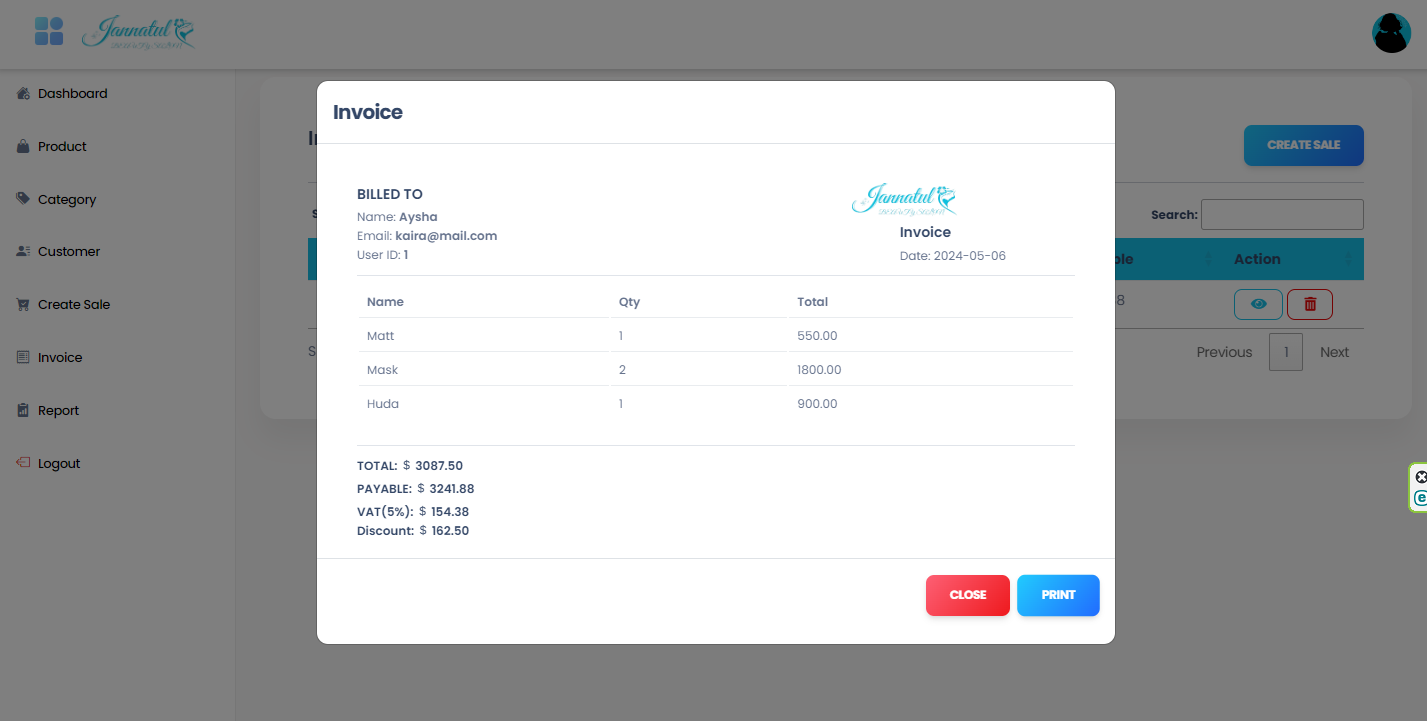 Jannatul
Dashboard
Product
Category
Customer
Create Sale
Invoice
Report
Logout
CREATE SALE
Search:
Action
Previous 1 Next
Invoice
BILLED TO
Name: Aysha
Email: kaira@mail.com
User ID: 1
Jannatul
Invoice
Date: 2024-05-06
Name Qty Total
Matt 1 550.00
Mask 2 1800.00
Huda 1 900.00
TOTAL: $ 3087.50
PAYABLE: $ 3241.88
VAT(5%): $ 154.38
Discount: $ 162.50
CLOSE PRINT